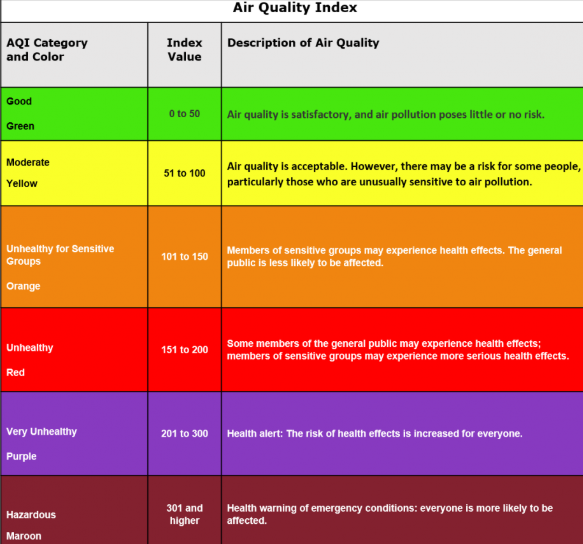 Air Quality Index
AQI Category
and Color
Index
Value
Description of Air Quality
Good
Green
0 to 50
Air quality is satisfactory, and air pollution poses little or no risk.
Moderate
Yellow
51 to 100
Air quality is acceptable. However, there may be a risk for some people,
particularly those who are unusually sensitive to air pollution.
Unhealthy for Sensitive
Groups
Orange
101 to 150
Members of sensitive groups may experience health effects. The general
public is less likely to be affected.
Unhealthy
Red
151 to 200
Some members of the general public may experience health effects;
members of sensitive groups may experience more serious health effects.
Very Unhealthy
Purple
201 to 300
Health alert: The risk of health effects is increased for everyone.
Hazardous
Maroon
301 and
higher
Health warning of emergency conditions: everyone is more likely to be
affected.